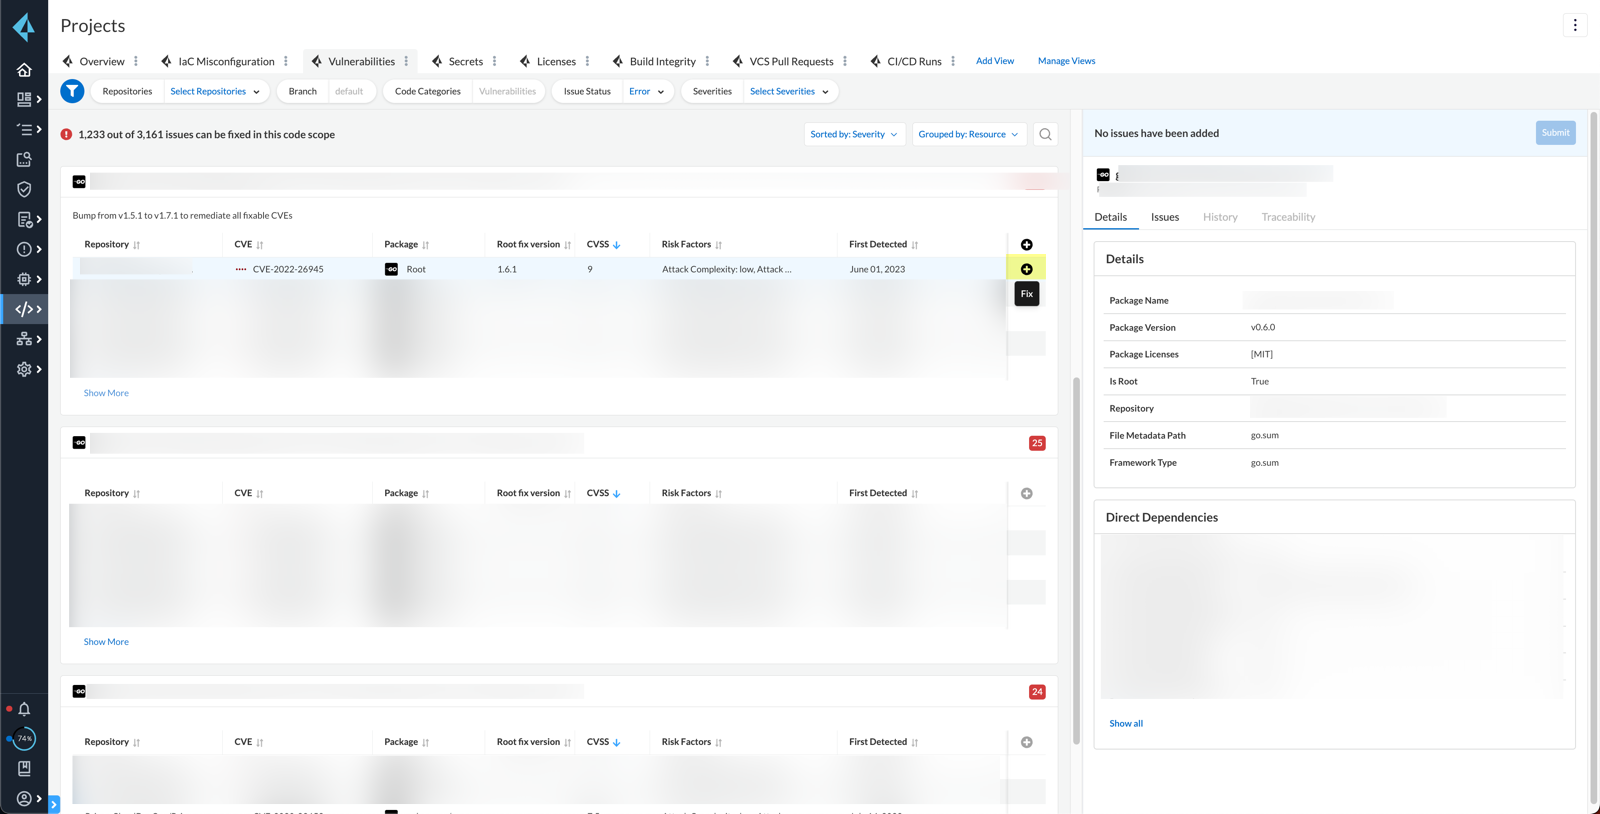 Projects
Overview
IaC Misconfiguration
Vulnerabilities
Secrets
Licenses
Build Integrity
VCS Pull Requests
CI/CD Runs
Add View
Manage Views
Repositories
Select Repositories
Branch
default
Code Categories
Vulnerabilities
Issue Status
Error
Severities
Select Severities
1,233 out of 3,161 issues can be fixed in this code scope
Sorted by: Severity
Grouped by: Resource
No issues have been added
Submit
GO
GO
Details
Issues
History
Traceability
Bump from v1.5.1 to v1.7.1 to remediate all fixable CVEs
Repository
CVE
Package
Root fix version
CVSS
Risk Factors
First Detected
CVE-2022-26945
GO
Root
1.6.1
9
Attack Complexity: low, Attack ...
June 01, 2023
Fix
Show More
Details
Package Name
Package Version
v0.6.0
Package Licenses
[MIT]
Is Root
True
Repository
File Metadata Path
go.sum
Framework Type
go.sum
GO
25
Repository
CVE
Package
Root fix version
CVSS
Risk Factors
First Detected
Show More
Direct Dependencies
Show all
GO
24
Repository
CVE
Package
Root fix version
CVSS
Risk Factors
First Detected
74%